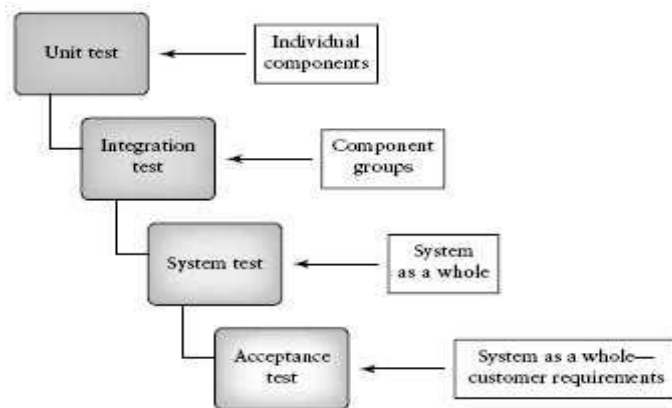 Unit test
Individual
components
Integration
test
Component
groups
System test
System
as a whole
Acceptance
test
System as a whole—
customer requirements